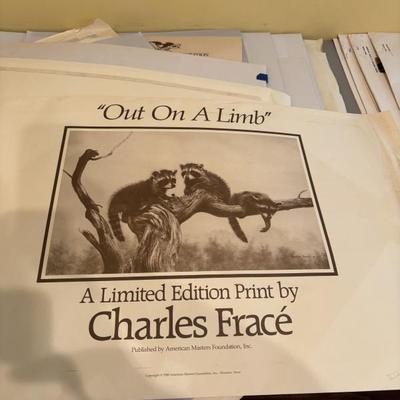 "Out On A Limb"
A Limited Edition Print by
Charles Fracé
Published by American Masters Foundation, Inc.